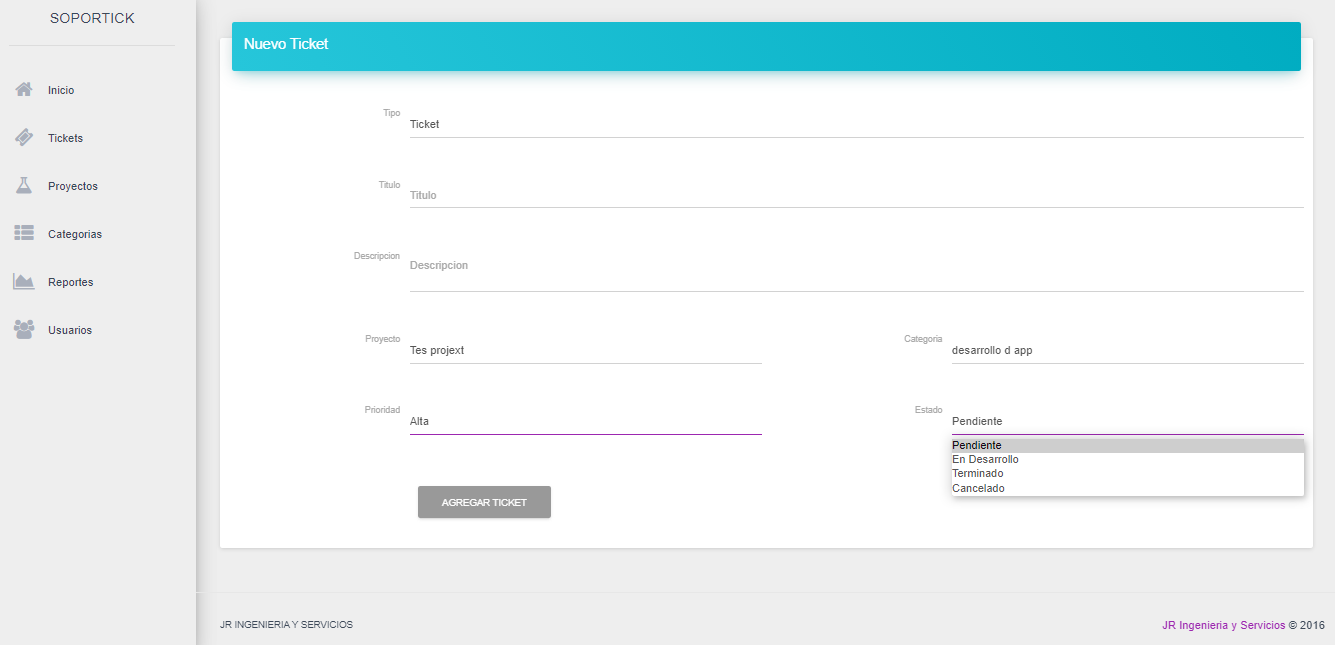 SOPORTICK
Inicio
Tickets
Proyectos
Categorias
Reportes
Usuarios
Nuevo Ticket
Tipo
Ticket
Titulo
Titulo
Descripcion
Descripcion
Proyecto
Tes projext
Categoria
desarrollo d app
Prioridad
Alta
Estado
Pendiente
Pendiente
En Desarrollo
Terminado
Cancelado
AGREGAR TICKET
JR INGENIERIA Y SERVICIOS
JR Ingenieria y Servicios © 2016